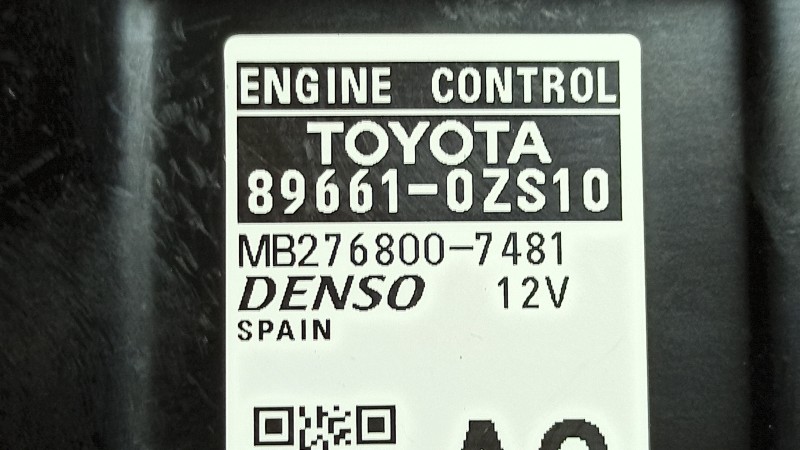 ENGINE CONTROL
TOYOTA
89661-0ZS10
MB276800-7481
DENSO 12V
SPAIN